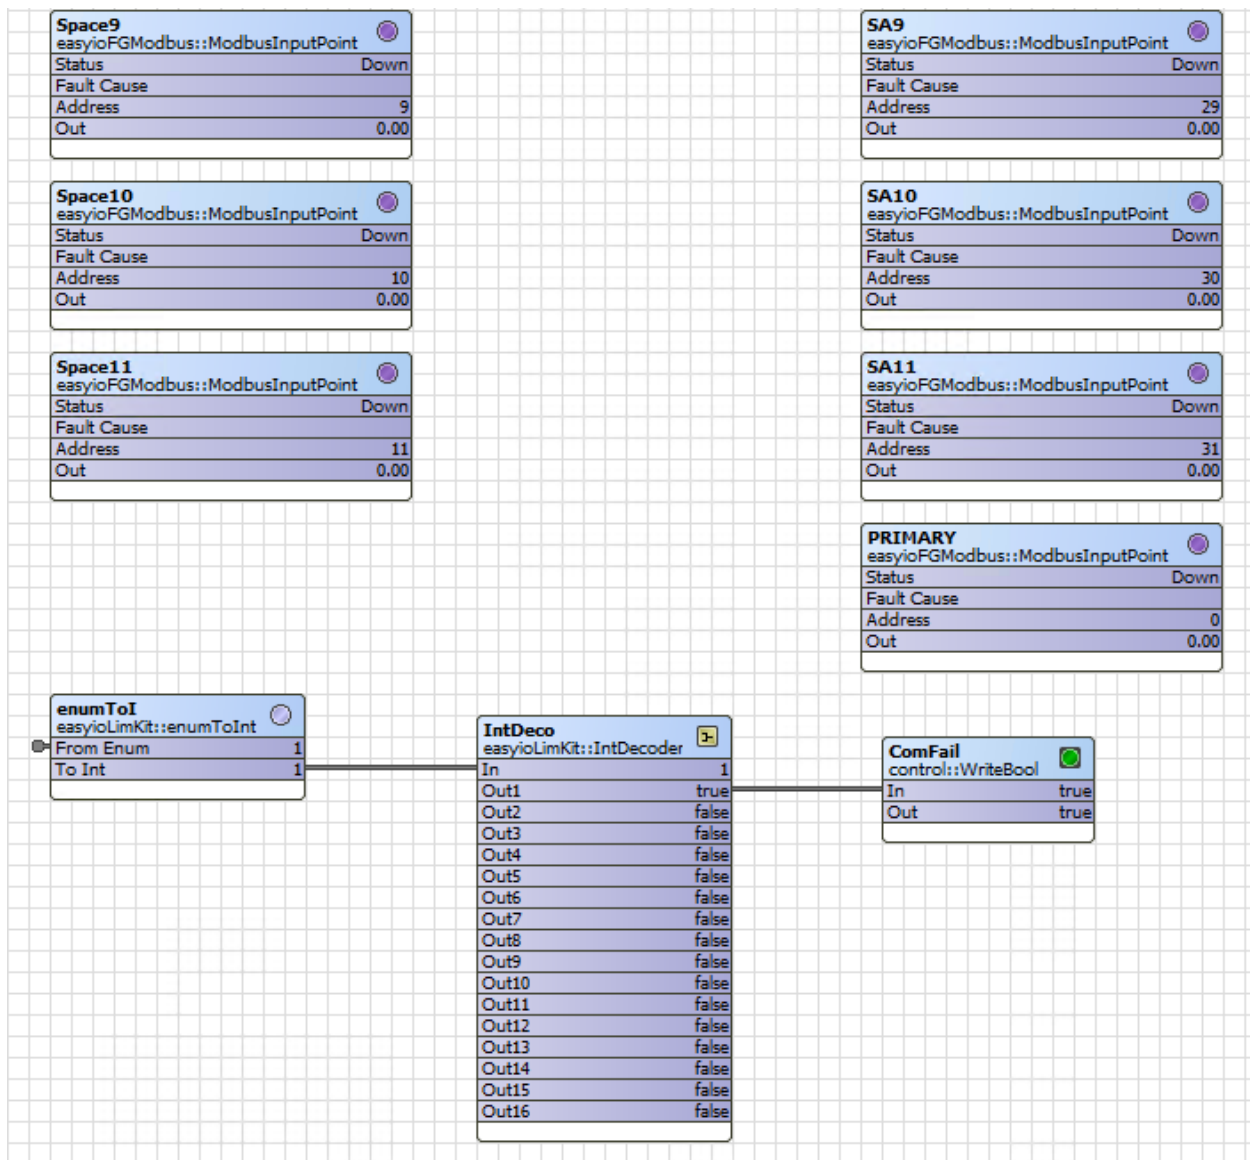 Space9
easyioFGModbus::ModbusInputPoint
Status Down
Fault Cause
Address 9
Out 0.00
SA9
easyioFGModbus::ModbusInputPoint
Status Down
Fault Cause
Address 29
Out 0.00
Space10
easyioFGModbus::ModbusInputPoint
Status Down
Fault Cause
Address 10
Out 0.00
SA10
easyioFGModbus::ModbusInputPoint
Status Down
Fault Cause
Address 30
Out 0.00
Space11
easyioFGModbus::ModbusInputPoint
Status Down
Fault Cause
Address 11
Out 0.00
SA11
easyioFGModbus::ModbusInputPoint
Status Down
Fault Cause
Address 31
Out 0.00
PRIMARY
easyioFGModbus::ModbusInputPoint
Status Down
Fault Cause
Address 0
Out 0.00
enumToI
easyioLimKit::enumToInt
From Enum 1
To Int 1
IntDeco
easyioLimKit::IntDecoder
In 1
Out1 true
Out2 false
Out3 false
Out4 false
Out5 false
Out6 false
Out7 false
Out8 false
Out9 false
Out10 false
Out11 false
Out12 false
Out13 false
Out14 false
Out15 false
Out16 false
ComFail
control::WriteBool
In true
Out true